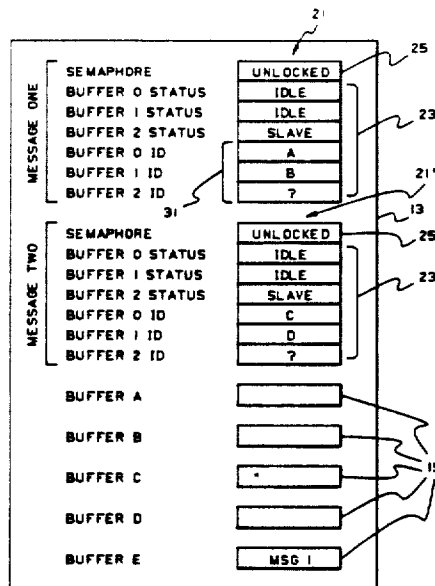 21
MESSAGE ONE
SEMAPHORE UNLOCKED 25
BUFFER 0 STATUS IDLE
BUFFER 1 STATUS IDLE 23
BUFFER 2 STATUS SLAVE
BUFFER 0 ID A
BUFFER 1 ID B
BUFFER 2 ID ?
31 21' 13
MESSAGE TWO
SEMAPHORE UNLOCKED 25
BUFFER 0 STATUS IDLE
BUFFER 1 STATUS IDLE 23
BUFFER 2 STATUS SLAVE
BUFFER 0 ID C
BUFFER 1 ID D
BUFFER 2 ID ?
BUFFER A
BUFFER B
BUFFER C
BUFFER D
BUFFER E MSG 1